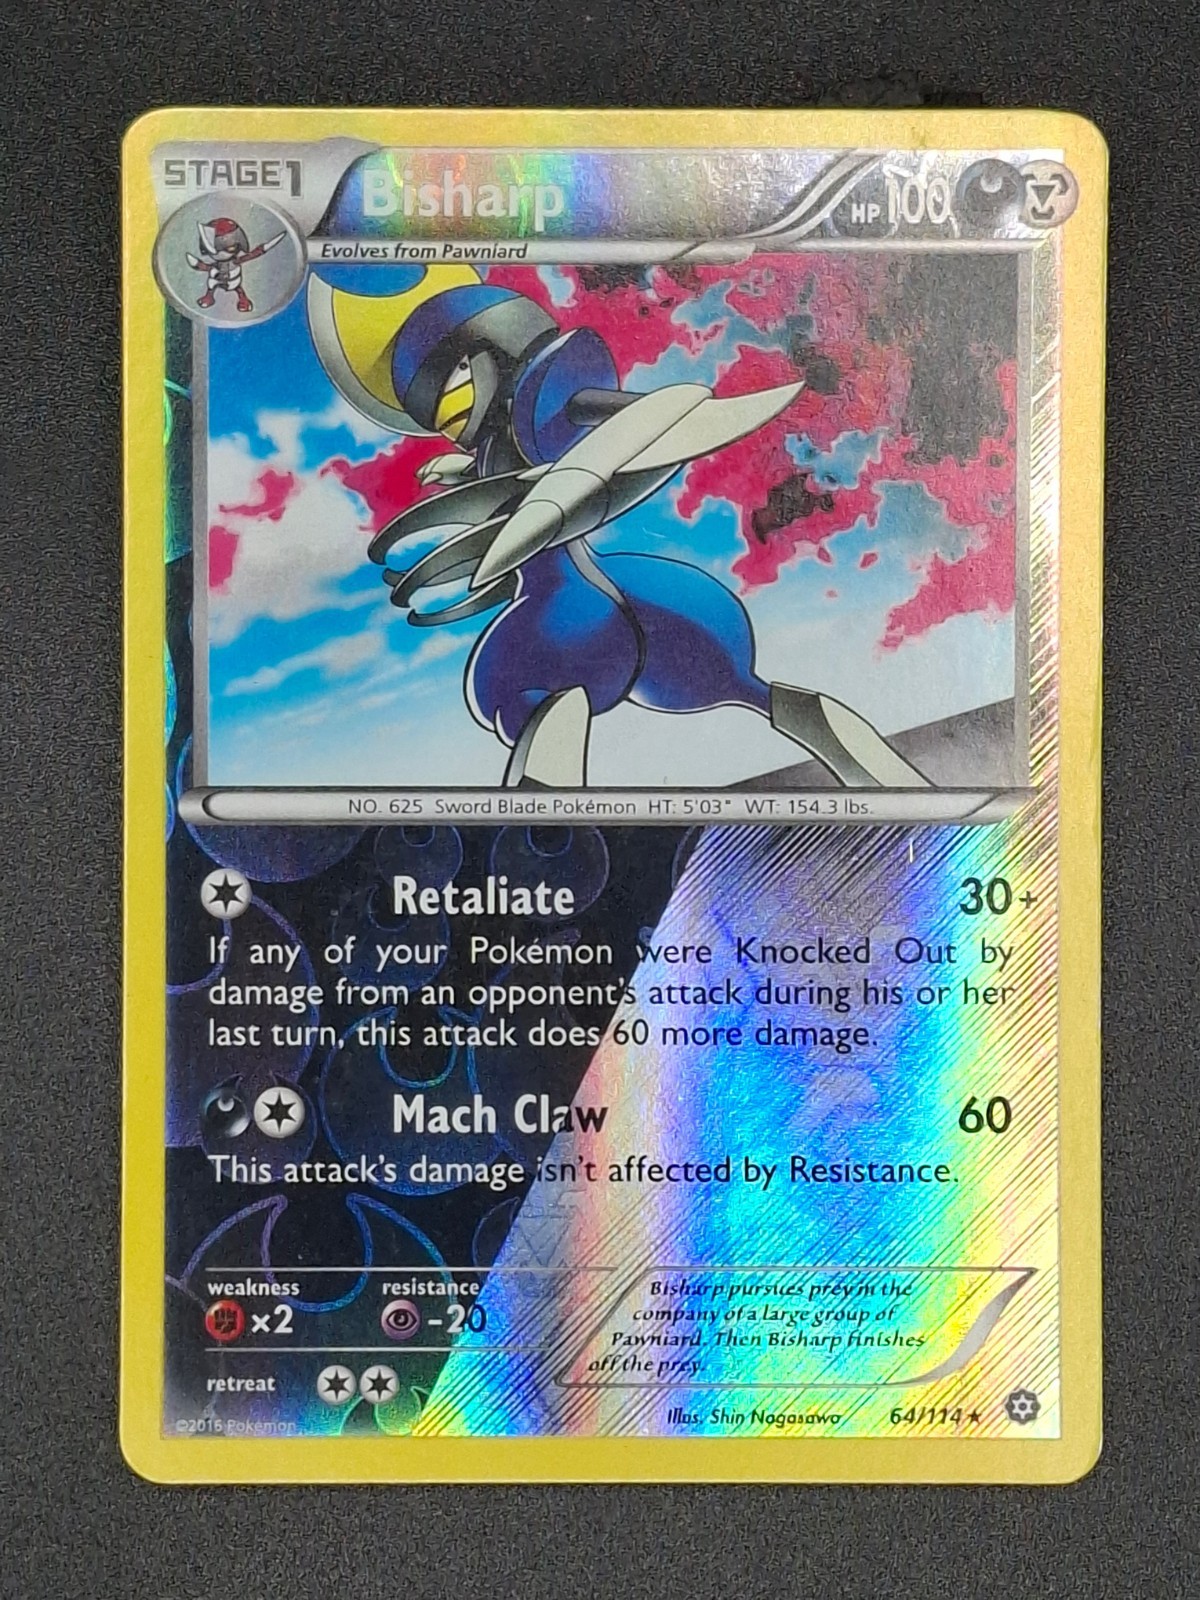 STAGE1
Bisharp
HP100
Evolves from Pawniard
NO. 625 Sword Blade Pokémon HT: 5'03" WT: 154.3 lbs.
Retaliate 30+
If any of your Pokémon were Knocked Out by
damage from an opponent's attack during his or her
last turn, this attack does 60 more damage.
Mach Claw 60
This attack's damage isn't affected by Resistance.
weakness resistance
×2 -20
retreat
Bisharp pursues prey in the
company of a large group of
Pawniard. Then Bisharp finishes
off the prey.
©2016 Pokémon
Illus. Shin Nagasawa 64/114★